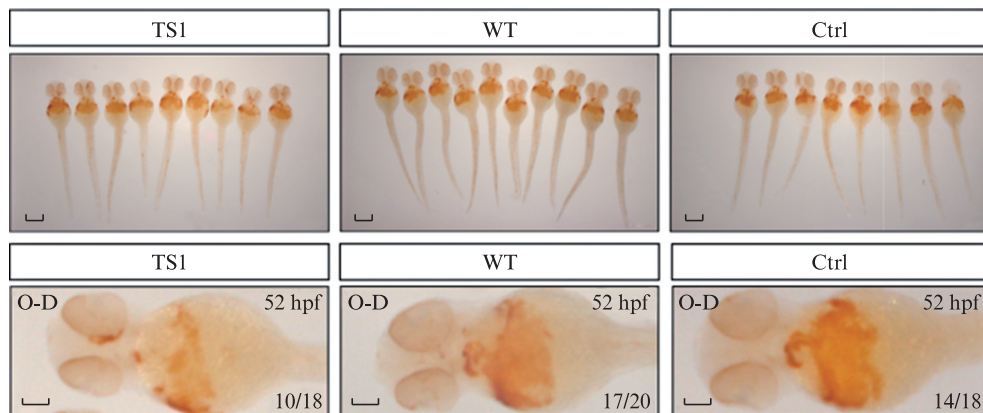 TS1 WT Ctrl
TS1 WT Ctrl
O-D 52 hpf O-D 52 hpf O-D 52 hpf
10/18 17/20 14/18